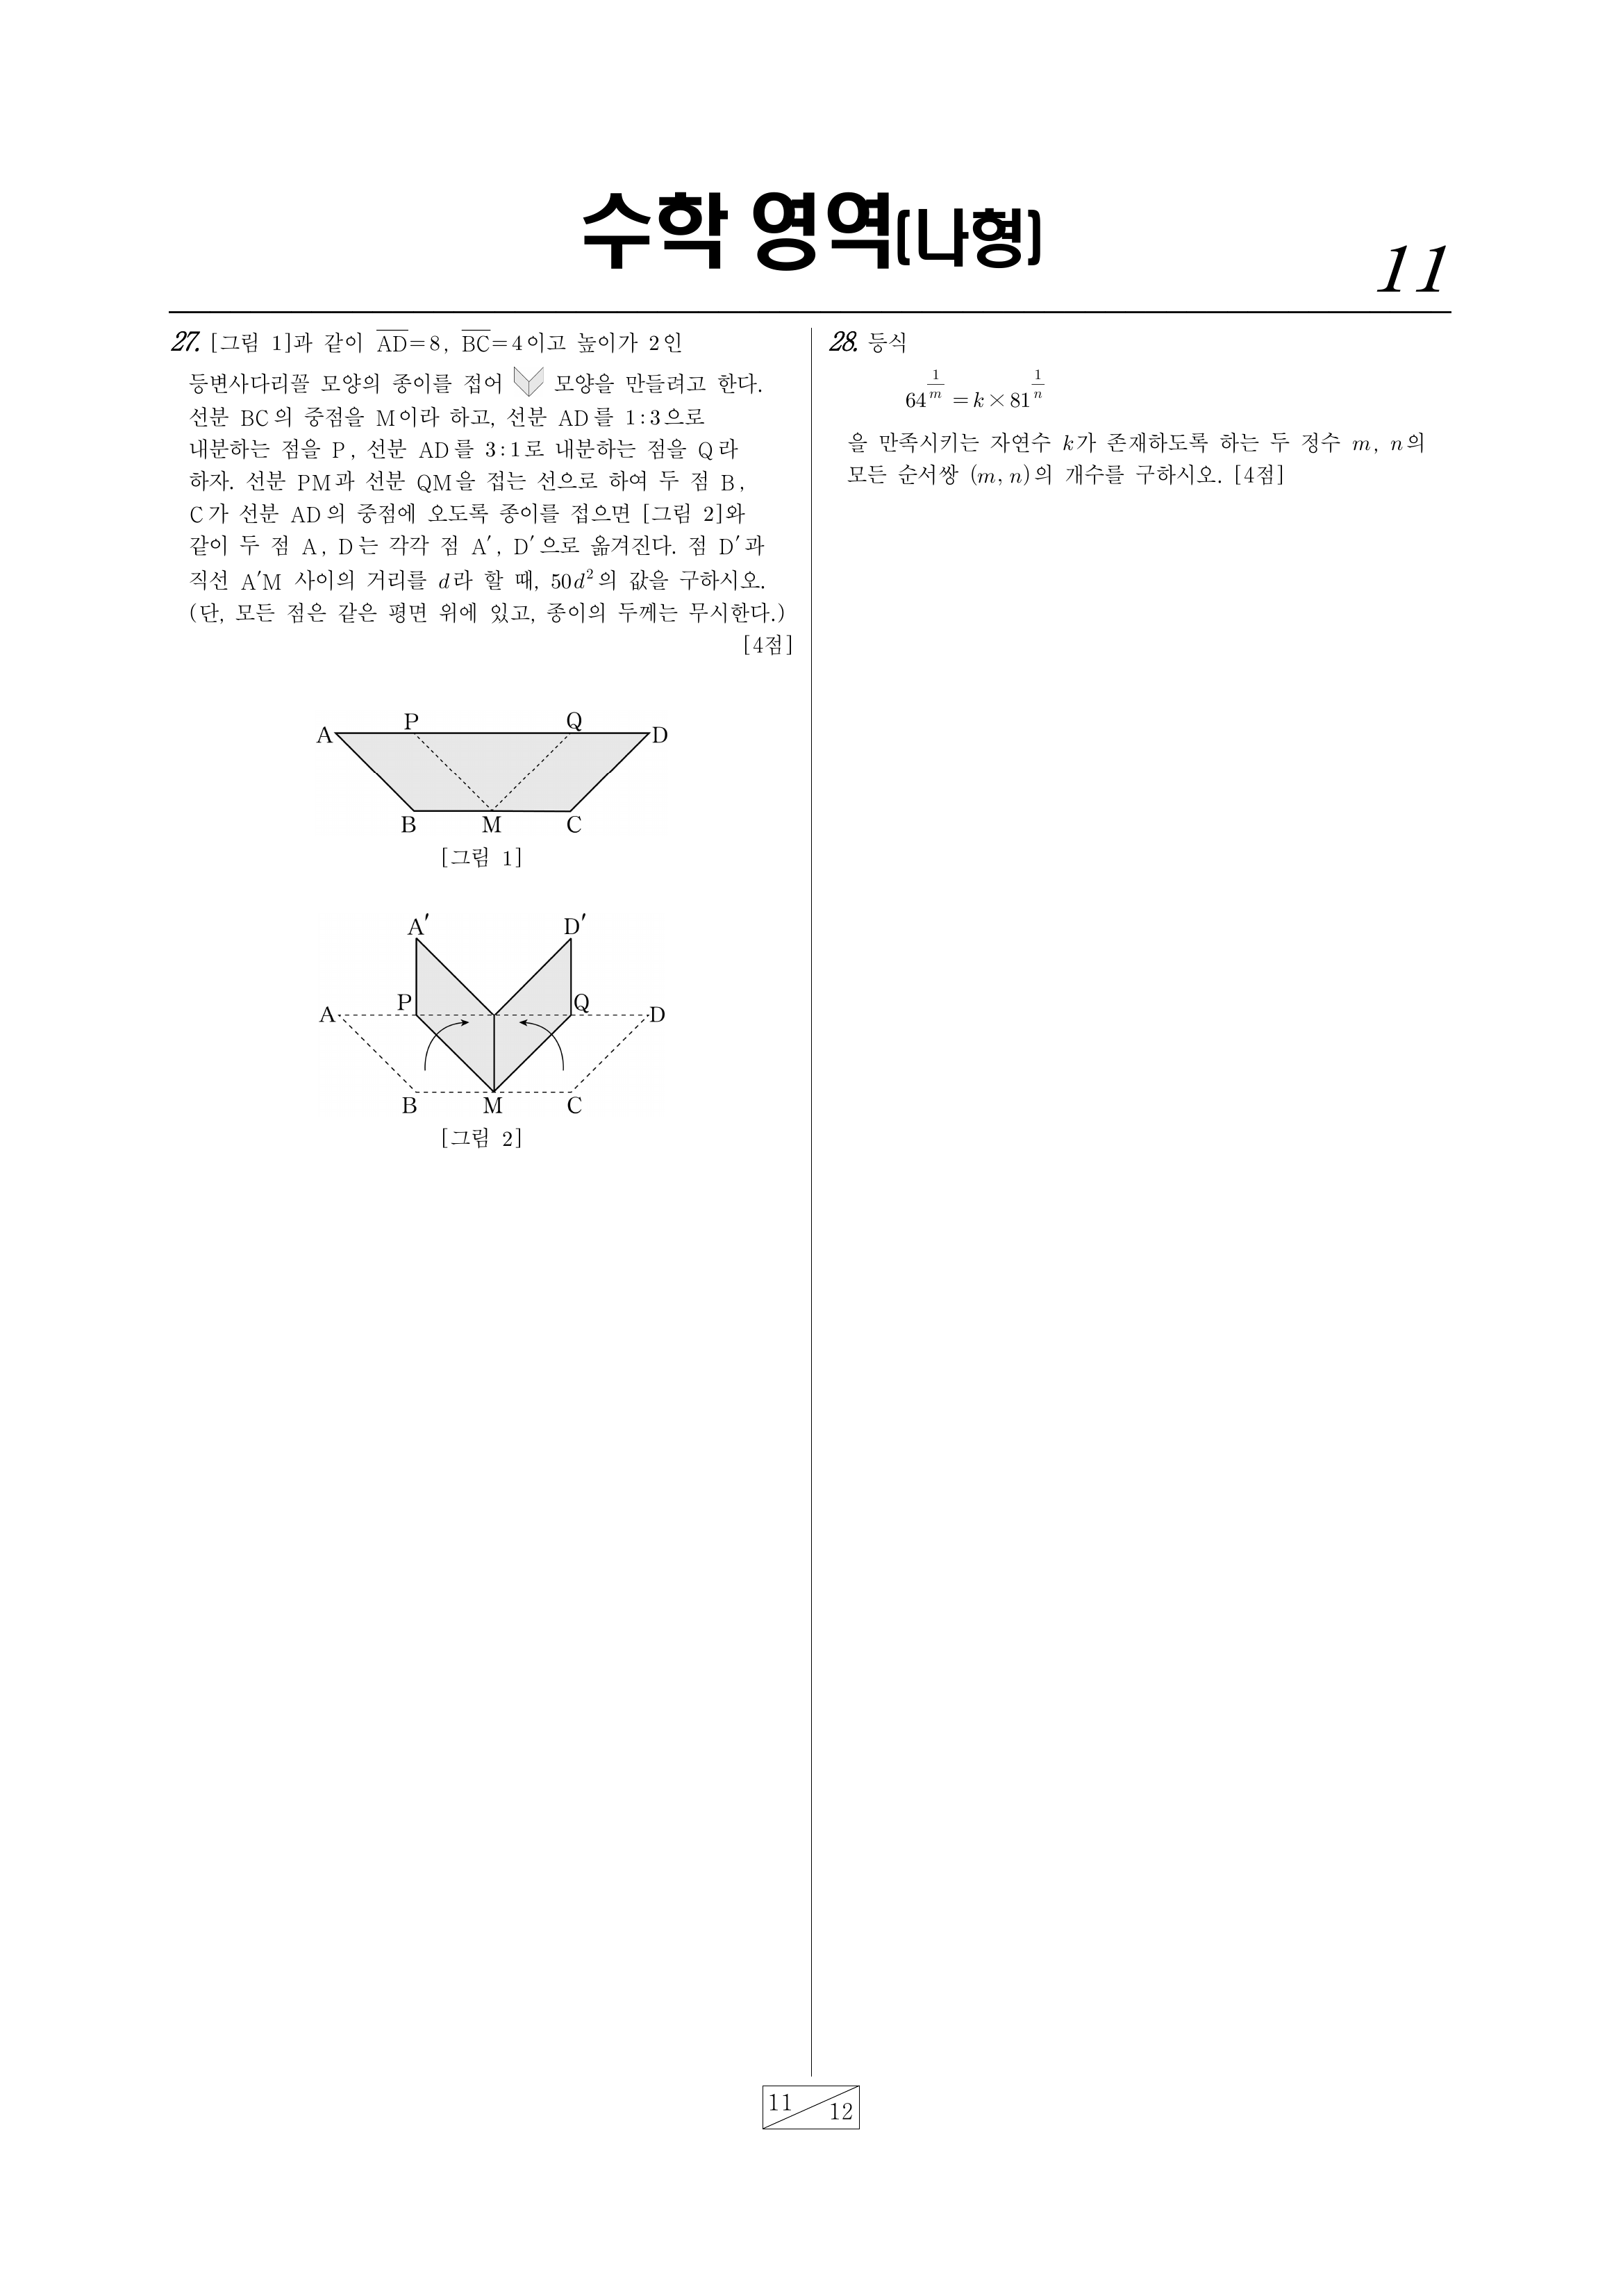 수학 영역(나형)
11
27. [그림 1]과 같이 AD=8, BC=4이고 높이가 2인
등변사다리꼴 모양의 종이를 접어 모양을 만들려고 한다.
선분 BC의 중점을 M이라 하고, 선분 AD를 1:3으로
내분하는 점을 P, 선분 AD를 3:1로 내분하는 점을 Q라
하자. 선분 PM과 선분 QM을 접는 선으로 하여 두 점 B,
C가 선분 AD의 중점에 오도록 종이를 접으면 [그림 2]와
같이 두 점 A, D는 각각 점 A′, D′으로 옮겨진다. 점 D′과
직선 A′M 사이의 거리를 d라 할 때, 50d²의 값을 구하시오.
(단, 모든 점은 같은 평면 위에 있고, 종이의 두께는 무시한다.)
[4점]
A P Q D
B M C
[그림 1]
A′ D′
A P Q D
B M C
[그림 2]
28. 등식
64^(1/m) = k×81^(1/n)
을 만족시키는 자연수 k가 존재하도록 하는 두 정수 m, n의
모든 순서쌍 (m, n)의 개수를 구하시오. [4점]
11 12